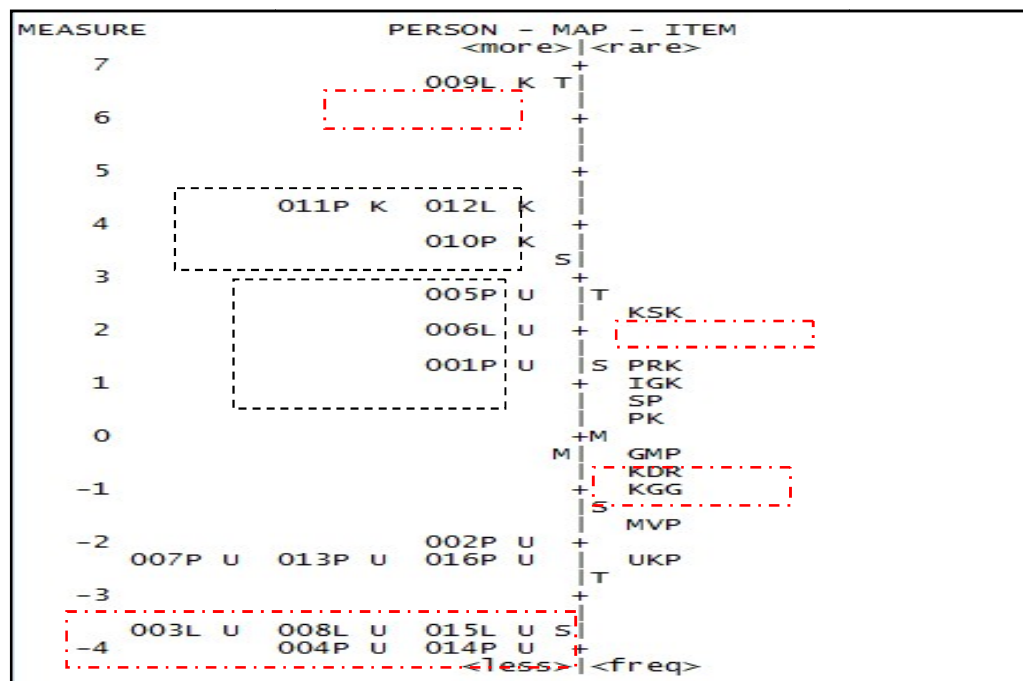 MEASURE PERSON - MAP - ITEM
<more>|<rare>
7 +
009L K T|
|
6 +
|
|
5 +
|
011P K 012L K |
4 +
010P K |
S|
3 +
005P U |T
| KSK
2 006L U +
|
001P U |S PRK
1 + IGK
| SP
| PK
0 +M
M| GMP
| KDR
-1 + KGG
|S
| MVP
-2 002P U +
007P U 013P U 016P U | UKP
|T
-3 +
|
003L U 008L U 015L U S|
-4 004P U 014P U +
<less>|<freq>